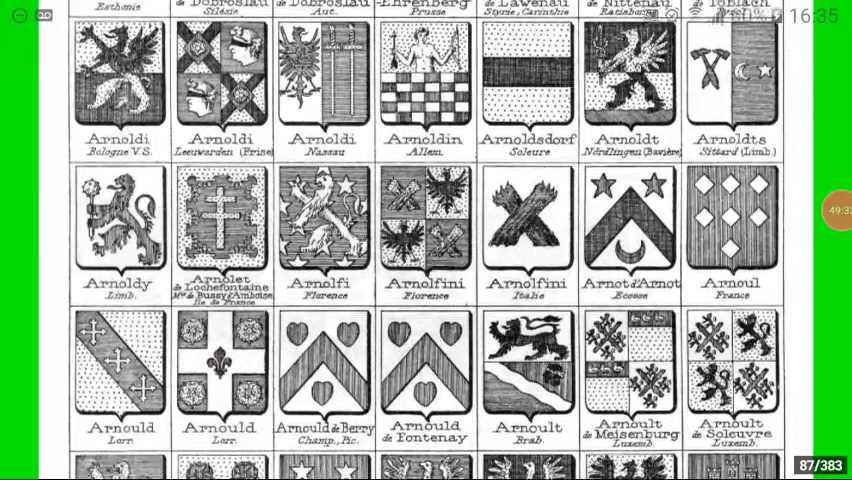 Esthonie
de Dobroslau
Silésie
de Dobroslau
Aut.
-Ehrenberg
Prusse
de Lawenau
Styrie, Carinthie
de Nittenau
de Toblach
16:35
Arnoldi
Bologne V.S.
Arnoldi
Leeuwarden (Frise)
Arnoldi
Nassau
Arnoldin
Allem.
Arnoldsdorf
Soleure
Arnoldt
Nördlingen (Bavière)
Arnoldts
Sittard (Limb.)
Arnoldy
Limb.
Arnolet
de Lochefontaine
Mis de Bussy d'Amboise
Ile de France
Arnolfi
Florence
Arnolfini
Florence
Arnolfini
Italie
Arnot d'Arnot
Ecosse
Arnoul
France
Arnould
Lorr.
Arnould
Lorr.
Arnould de Berry
Champ., Pic.
Arnould
de Fontenay
Arnoult
Brab.
Arnoult
de Meisenburg
Luxemb.
Arnoult
de Soleuvre
Luxemb.
87/383